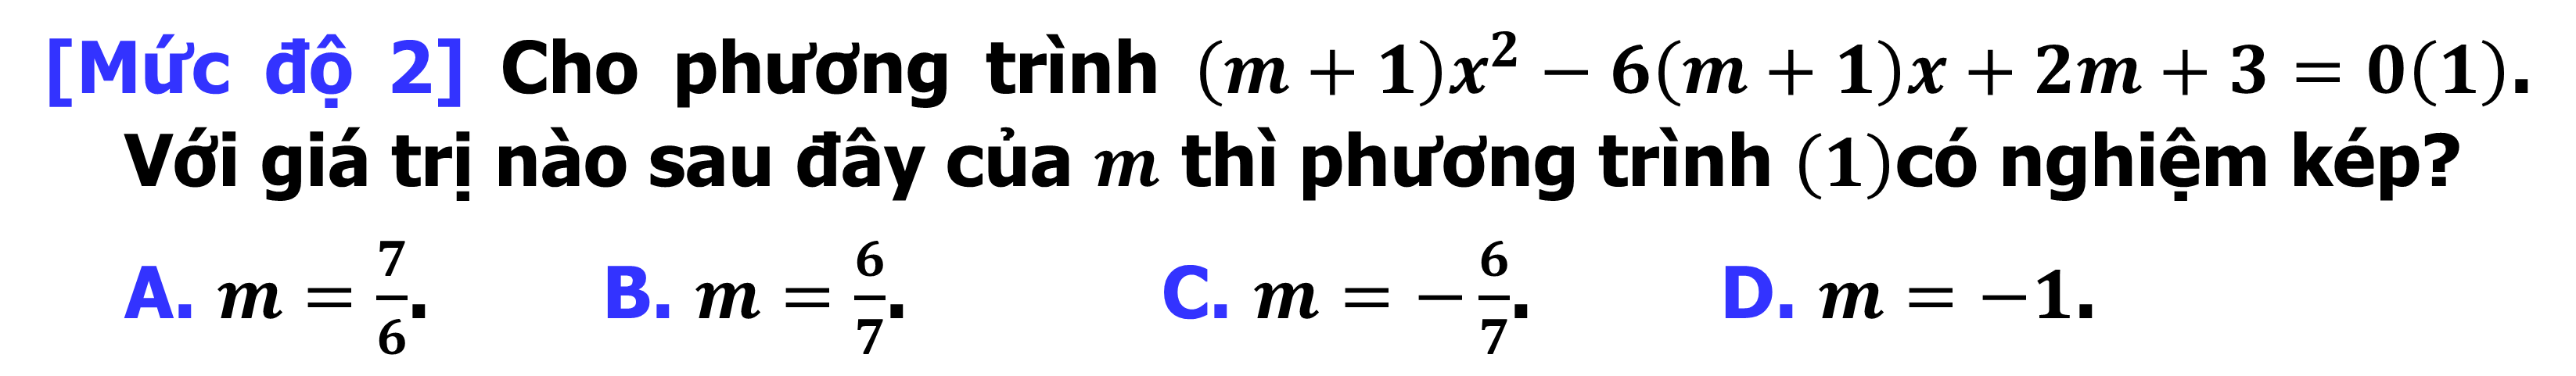 [Mức độ 2] Cho phương trình (m + 1)x² − 6(m + 1)x + 2m + 3 = 0(1).
Với giá trị nào sau đây của m thì phương trình (1)có nghiệm kép?
A. m = 7/6. B. m = 6/7. C. m = −6/7. D. m = −1.